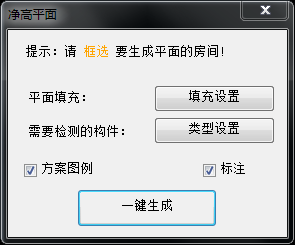 净高平面
提示：请 框选 要生成平面的房间！
平面填充： 填充设置
需要检测的构件： 类型设置
方案图例 标注
一键生成